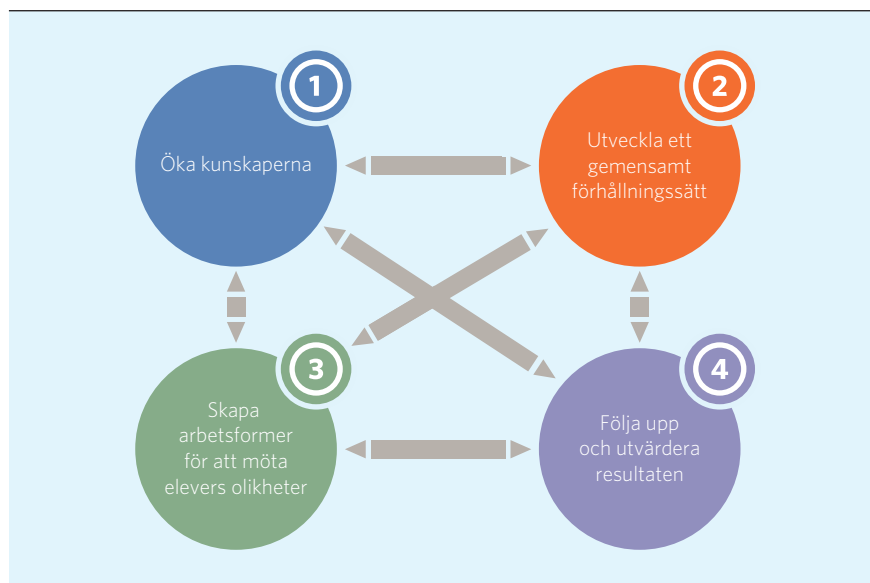 1
Öka kunskaperna
2
Utveckla ett
gemensamt
förhållningssätt
3
Skapa
arbetsformer
för att möta
elevers olikheter
4
Följa upp
och utvärdera
resultaten